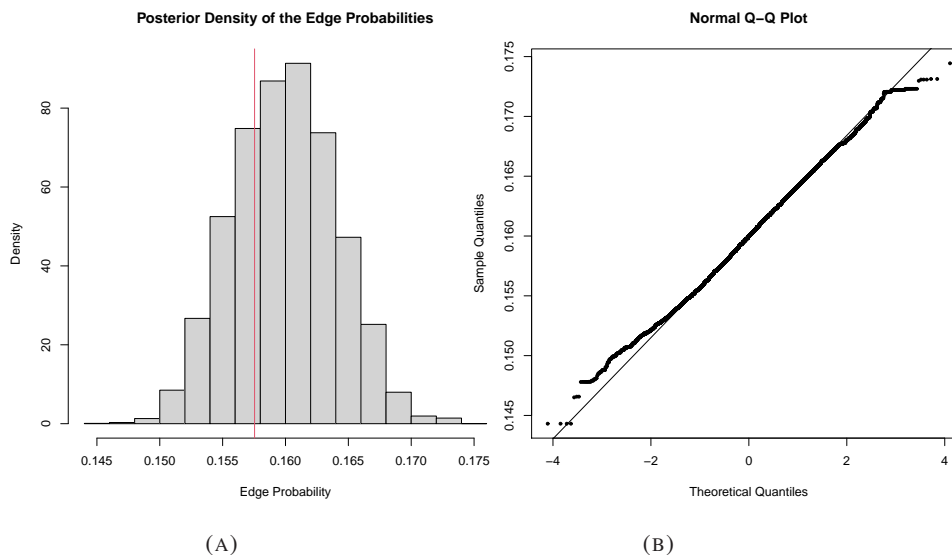 Posterior Density of the Edge Probabilities
Density
0
20
40
60
80
0.145 0.150 0.155 0.160 0.165 0.170 0.175
Edge Probability
(A)
Normal Q−Q Plot
Sample Quantiles
0.145 0.150 0.155 0.160 0.165 0.170 0.175
−4 −2 0 2 4
Theoretical Quantiles
(B)